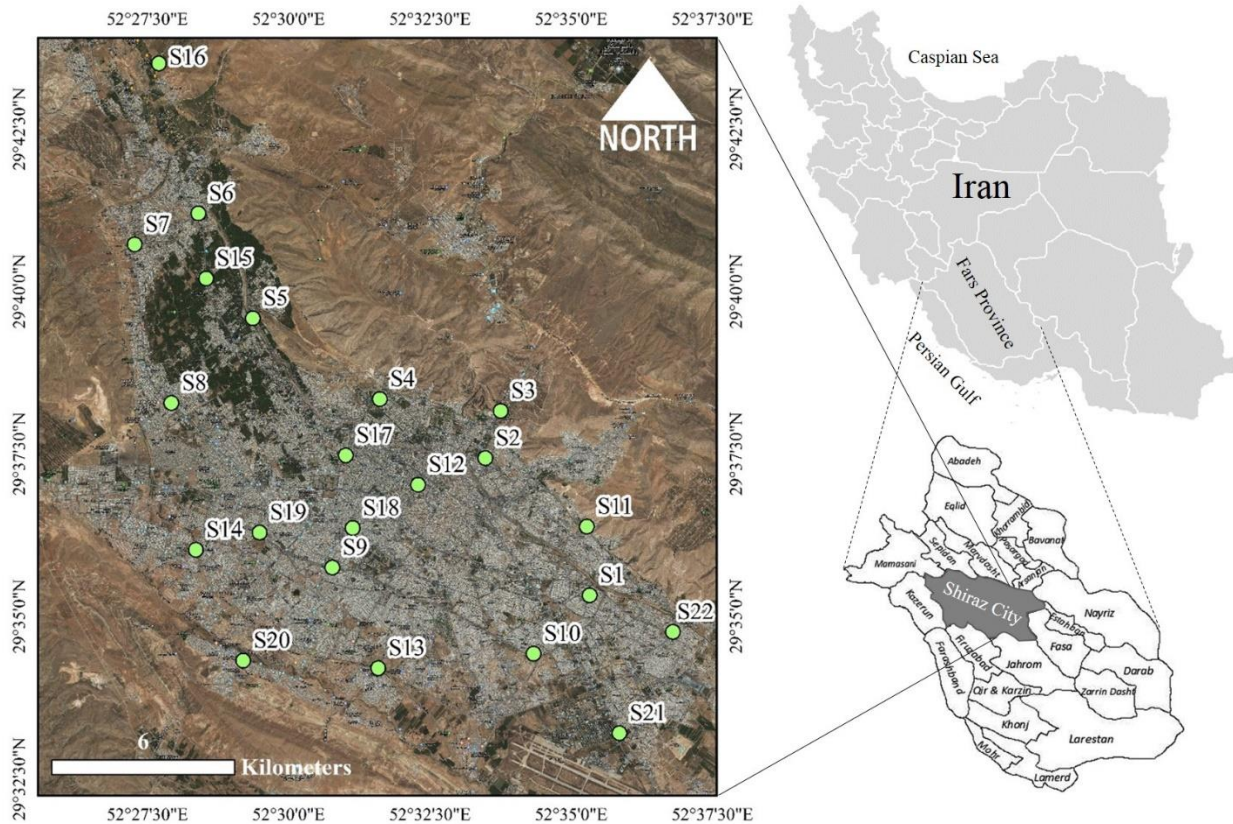 52°27'30"E
52°30'0"E
52°32'30"E
52°35'0"E
52°37'30"E
29°42'30"N
29°40'0"N
29°37'30"N
29°35'0"N
29°32'30"N
S16
NORTH
S6
S7
S15
S5
S8
S4
S3
S17
S2
S12
S11
S14
S19
S18
S9
S1
S22
S20
S13
S10
S21
6
Kilometers
29°42'30"N
29°40'0"N
29°37'30"N
29°35'0"N
29°32'30"N
52°27'30"E
52°30'0"E
52°32'30"E
52°35'0"E
52°37'30"E
Caspian Sea
Iran
Fars Province
Persian Gulf
Abadeh
Eqlid
Bavanat
Sepidan
Marvdasht
Mamasani
Kazerun
Shiraz City
Nayriz
Estahban
Fasa
Firuzabad
Farashband
Jahrom
Darab
Qir & Karzin
Zarrin Dasht
Khonj
Larestan
Mohr
Lamerd